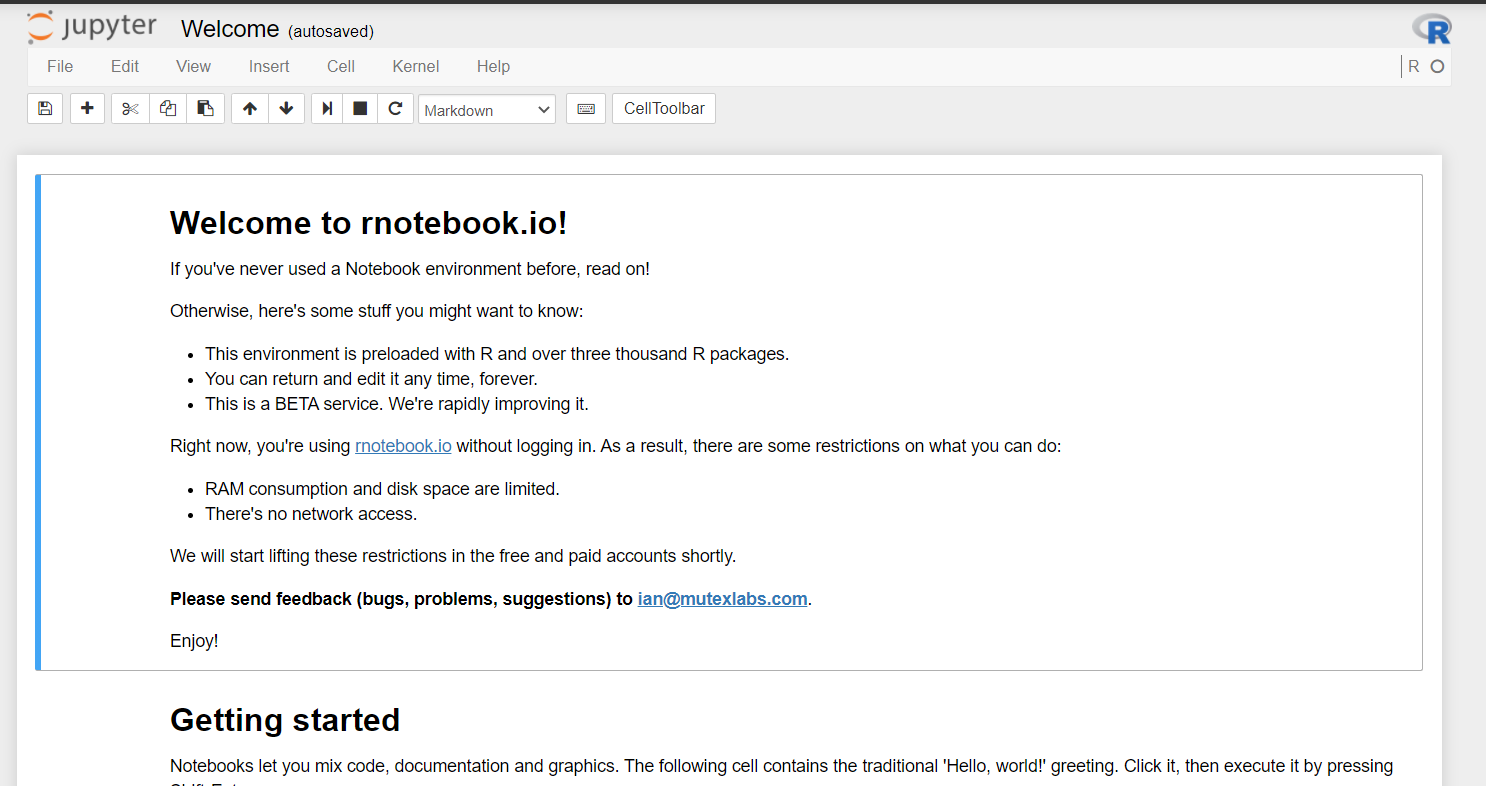 jupyter Welcome (autosaved)
R
File Edit View Insert Cell Kernel Help R
Markdown CellToolbar
Welcome to rnotebook.io!
If you've never used a Notebook environment before, read on!
Otherwise, here's some stuff you might want to know:
This environment is preloaded with R and over three thousand R packages.
You can return and edit it any time, forever.
This is a BETA service. We're rapidly improving it.
Right now, you're using rnotebook.io without logging in. As a result, there are some restrictions on what you can do:
RAM consumption and disk space are limited.
There's no network access.
We will start lifting these restrictions in the free and paid accounts shortly.
Please send feedback (bugs, problems, suggestions) to ian@mutexlabs.com.
Enjoy!
Getting started
Notebooks let you mix code, documentation and graphics. The following cell contains the traditional 'Hello, world!' greeting. Click it, then execute it by pressing